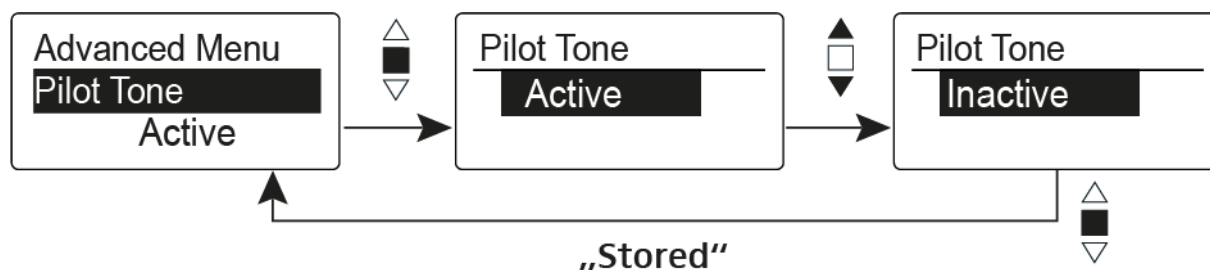 Advanced Menu
Pilot Tone
Active
Pilot Tone
Active
Pilot Tone
Inactive
„Stored“